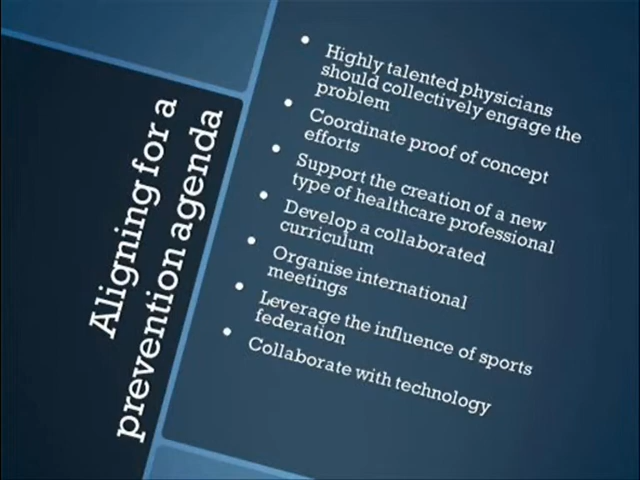 Aligning for a
prevention agenda
Highly talented physicians
should collectively engage the
problem
Coordinate proof of concept
efforts
Support the creation of a new
type of healthcare professional
Develop a collaborated
curriculum
Organise international
meetings
Leverage the influence of sports
federation
Collaborate with technology